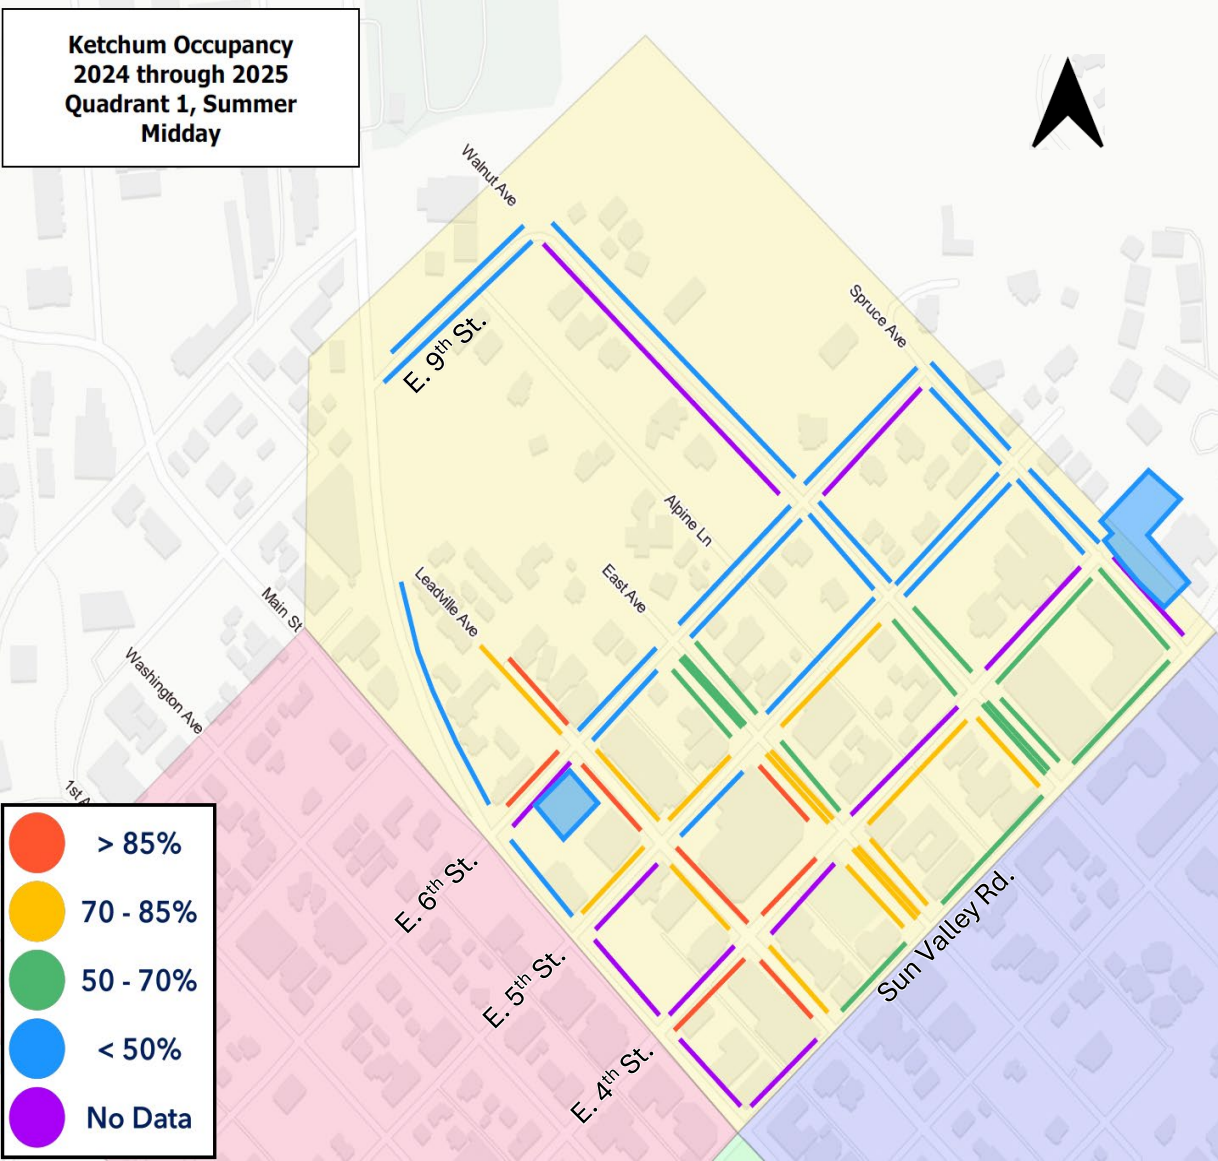 Ketchum Occupancy
2024 through 2025
Quadrant 1, Summer
Midday
Walnut Ave
Spruce Ave
E. 9th St.
Alpine Ln
East Ave
Leadville Ave
Main St
Washington Ave
1st A
E. 6th St.
E. 5th St.
E. 4th St.
Sun Valley Rd.
> 85%
70 - 85%
50 - 70%
< 50%
No Data